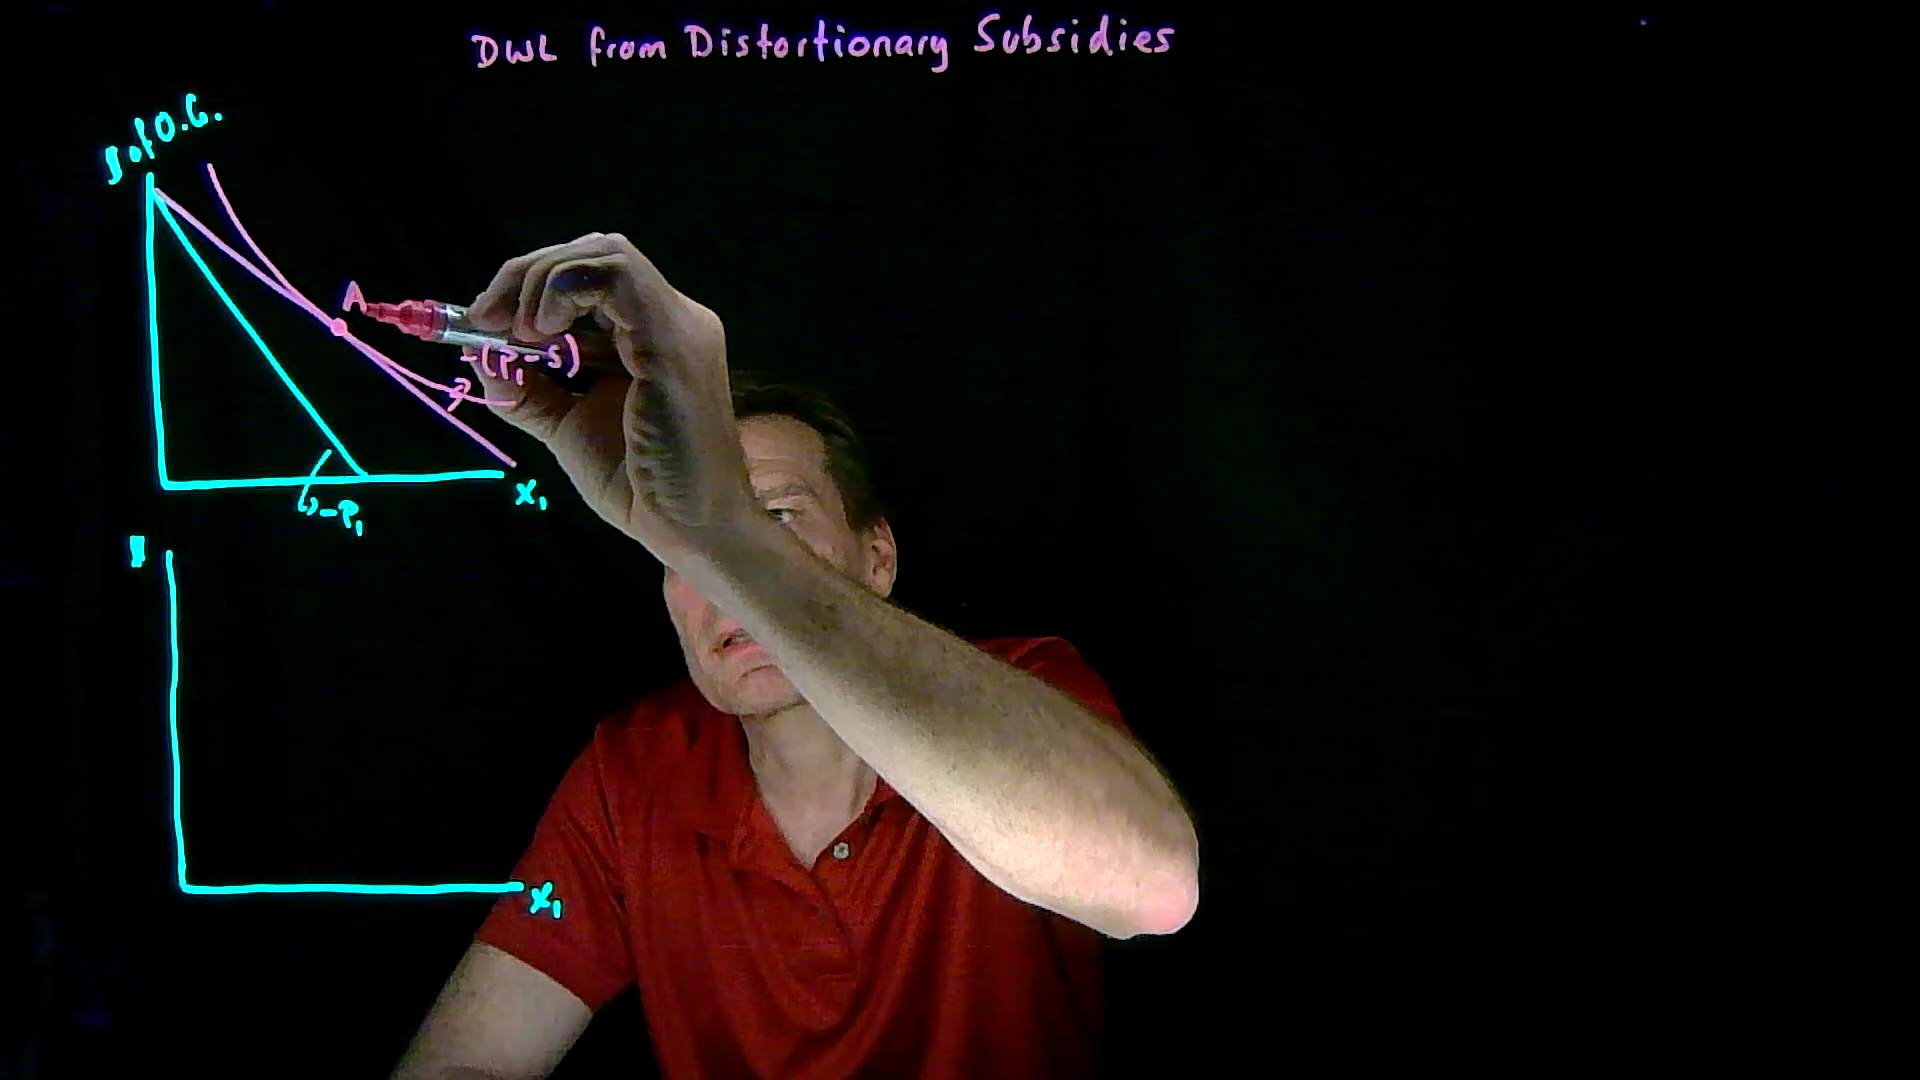 DWL from Distortionary Subsidies
$ of O.G.
A
-(P₁-s)
x₁
-P₁
$
x₁